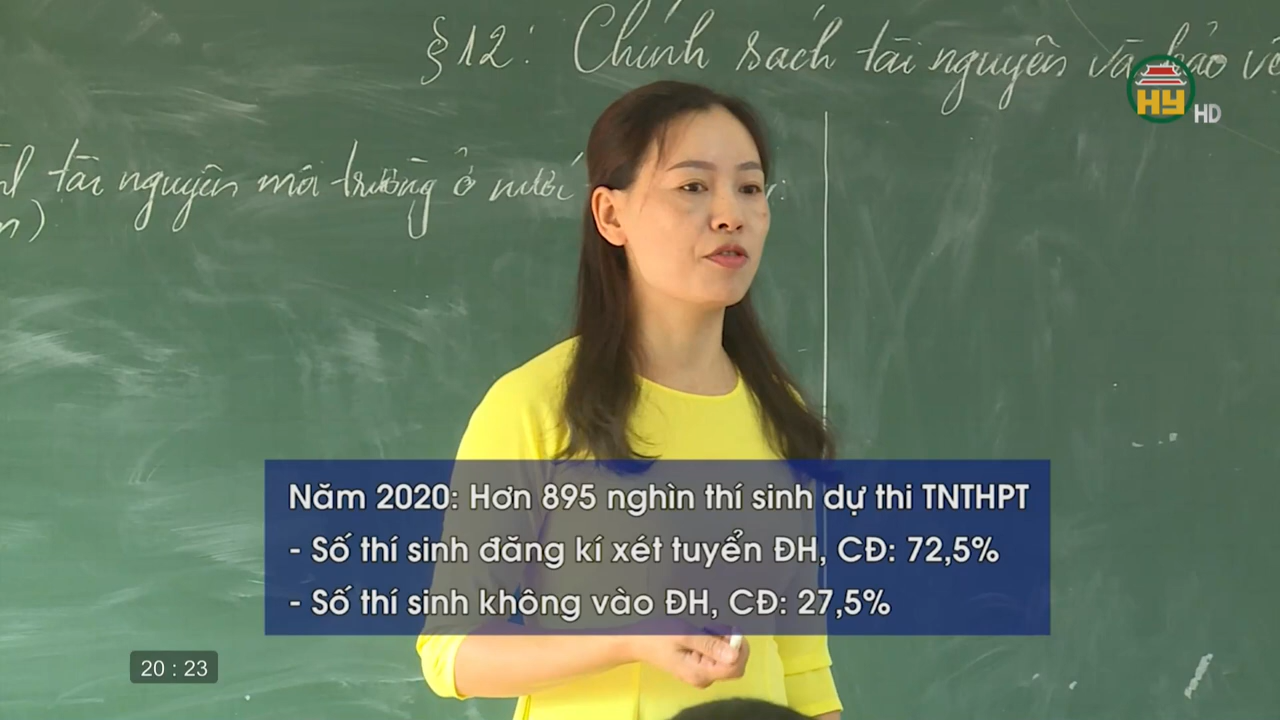 §12: Chính sách tài nguyên và bảo vệ
HY HD
tài nguyên môi trường ở nước
Năm 2020: Hơn 895 nghìn thí sinh dự thi TNTHPT
- Số thí sinh đăng kí xét tuyển ĐH, CĐ: 72,5%
- Số thí sinh không vào ĐH, CĐ: 27,5%
20 : 23